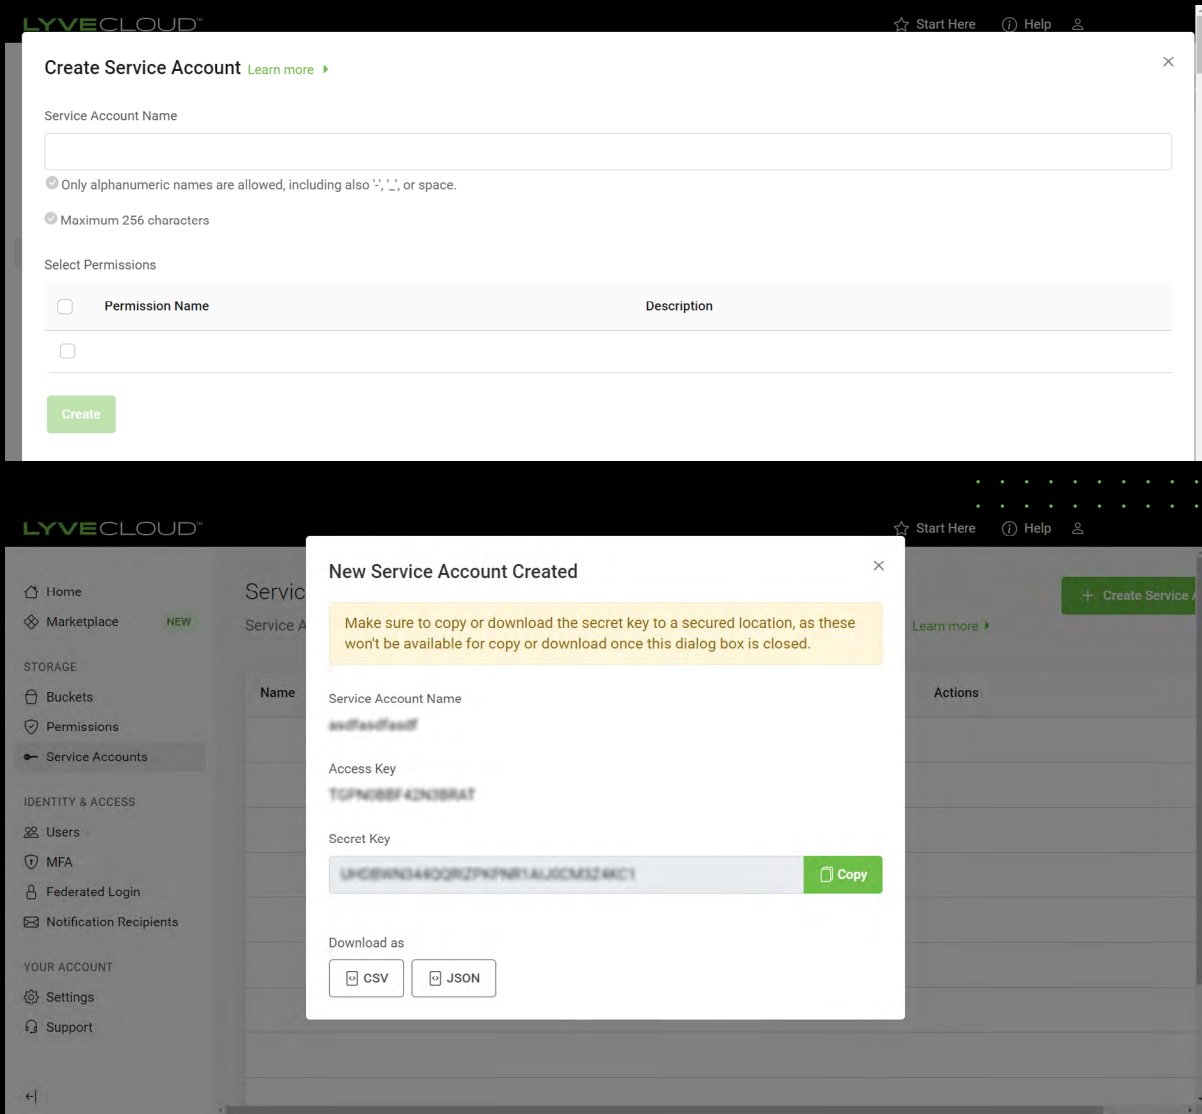 LYVECLOUD™
Start Here
Help
Create Service Account Learn more
Service Account Name
Only alphanumeric names are allowed, including also '-', '_', or space.
Maximum 256 characters
Select Permissions
Permission Name Description
Create
LYVECLOUD™
Start Here
Help
Home
Marketplace NEW
STORAGE
Buckets
Permissions
Service Accounts
IDENTITY & ACCESS
Users
MFA
Federated Login
Notification Recipients
YOUR ACCOUNT
Settings
Support
Servic
Service A
Learn more
+ Create Service A
Name Actions
New Service Account Created
Make sure to copy or download the secret key to a secured location, as these
won't be available for copy or download once this dialog box is closed.
Service Account Name
Access Key
Secret Key
Copy
Download as
CSV JSON